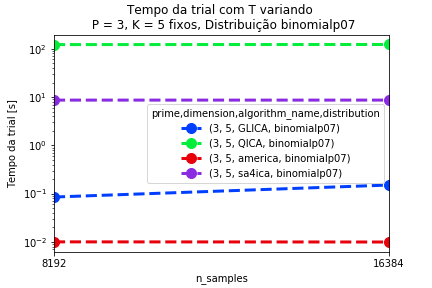 Tempo da trial com T variando
P = 3, K = 5 fixos, Distribuição binomialp07
Tempo da trial [s]
10²
10¹
10⁰
10⁻¹
10⁻²
prime,dimension,algorithm_name,distribution
(3, 5, GLICA, binomialp07)
(3, 5, QICA, binomialp07)
(3, 5, america, binomialp07)
(3, 5, sa4ica, binomialp07)
8192
16384
n_samples